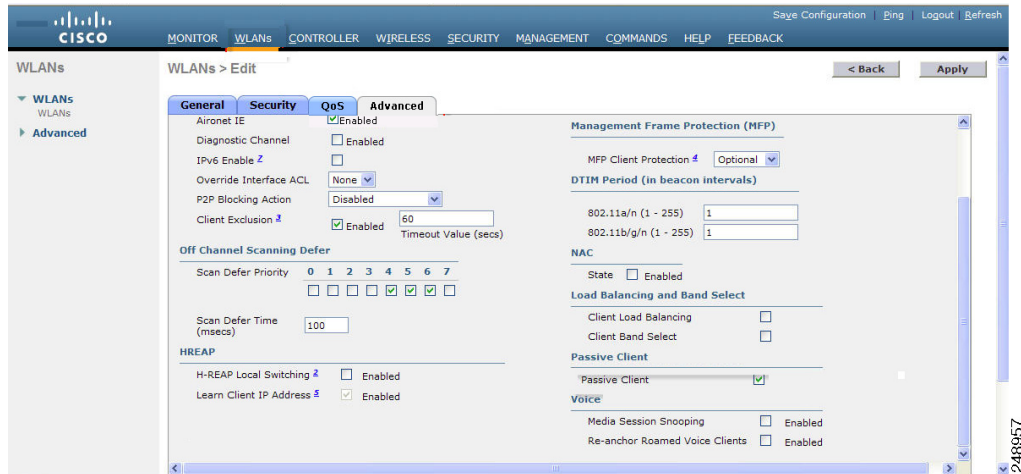 Save Configuration | Ping | Logout | Refresh
CISCO
MONITOR WLANs CONTROLLER WIRELESS SECURITY MANAGEMENT COMMANDS HELP FEEDBACK
WLANs
WLANs > Edit
< Back
Apply
WLANs
WLANs
Advanced
General Security QoS Advanced
Aironet IE Enabled
Diagnostic Channel Enabled
IPv6 Enable 7
Override Interface ACL None
P2P Blocking Action Disabled
Client Exclusion 3 Enabled 60
Timeout Value (secs)
Off Channel Scanning Defer
Scan Defer Priority 0 1 2 3 4 5 6 7
Scan Defer Time
(msecs)
100
HREAP
H-REAP Local Switching 2 Enabled
Learn Client IP Address 5 Enabled
Management Frame Protection (MFP)
MFP Client Protection 4 Optional
DTIM Period (in beacon intervals)
802.11a/n (1 - 255) 1
802.11b/g/n (1 - 255) 1
NAC
State Enabled
Load Balancing and Band Select
Client Load Balancing
Client Band Select
Passive Client
Passive Client
Voice
Media Session Snooping Enabled
Re-anchor Roamed Voice Clients Enabled
248957